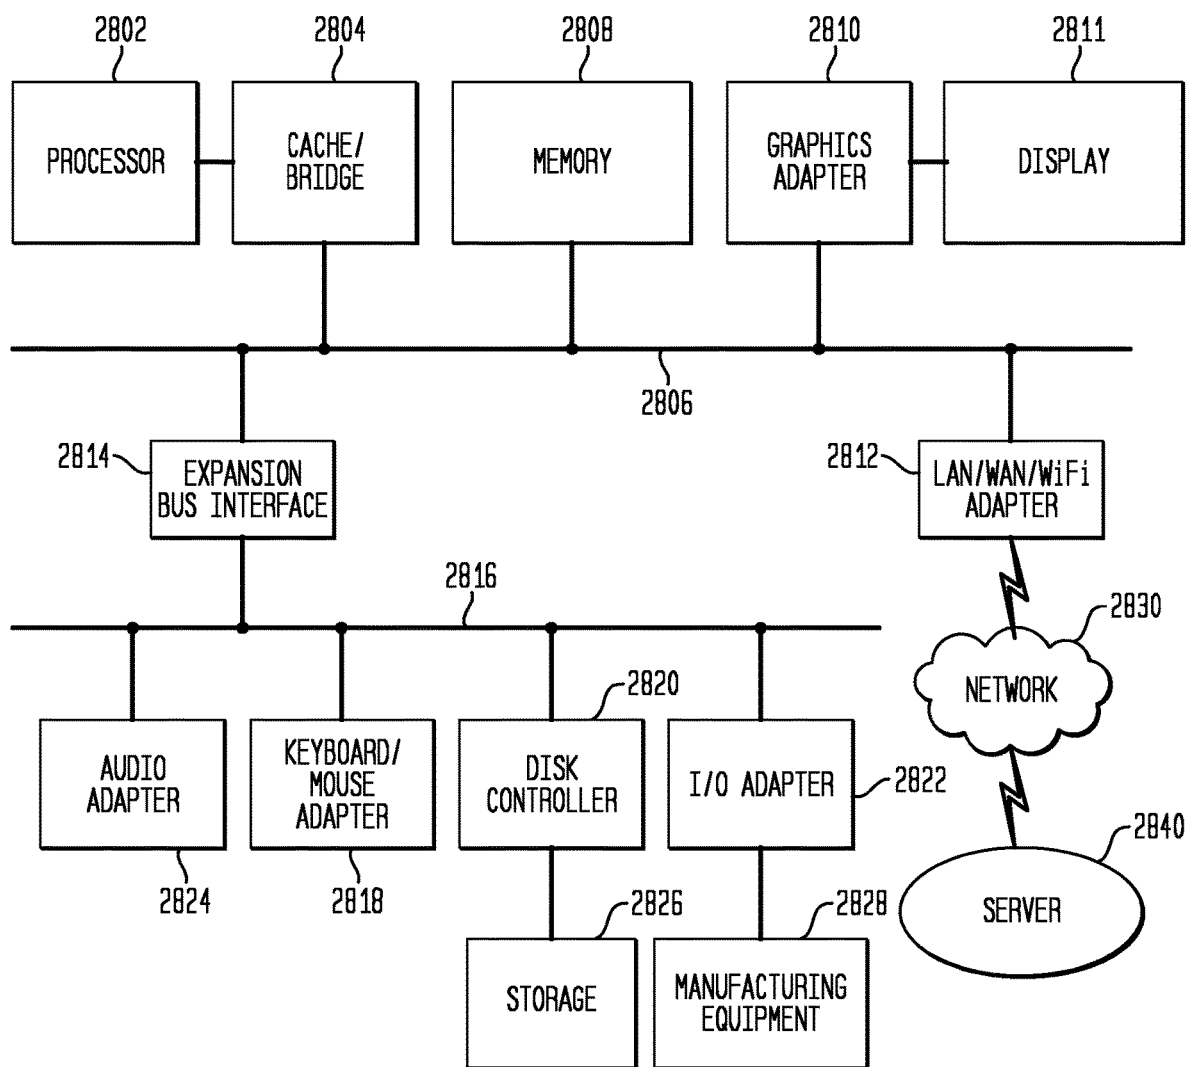 2802
2804
2808
2810
2811
PROCESSOR
CACHE/
BRIDGE
MEMORY
GRAPHICS
ADAPTER
DISPLAY
2806
2814
EXPANSION
BUS INTERFACE
2812
LAN/WAN/WiFi
ADAPTER
2816
2830
NETWORK
2820
AUDIO
ADAPTER
KEYBOARD/
MOUSE
ADAPTER
DISK
CONTROLLER
I/O ADAPTER
2822
2824
2818
2840
SERVER
2826
2828
STORAGE
MANUFACTURING
EQUIPMENT